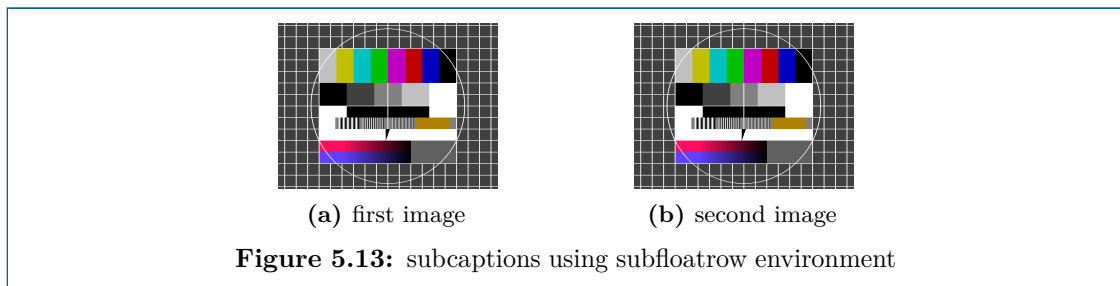 (a) first image
(b) second image
Figure 5.13: subcaptions using subfloatrow environment